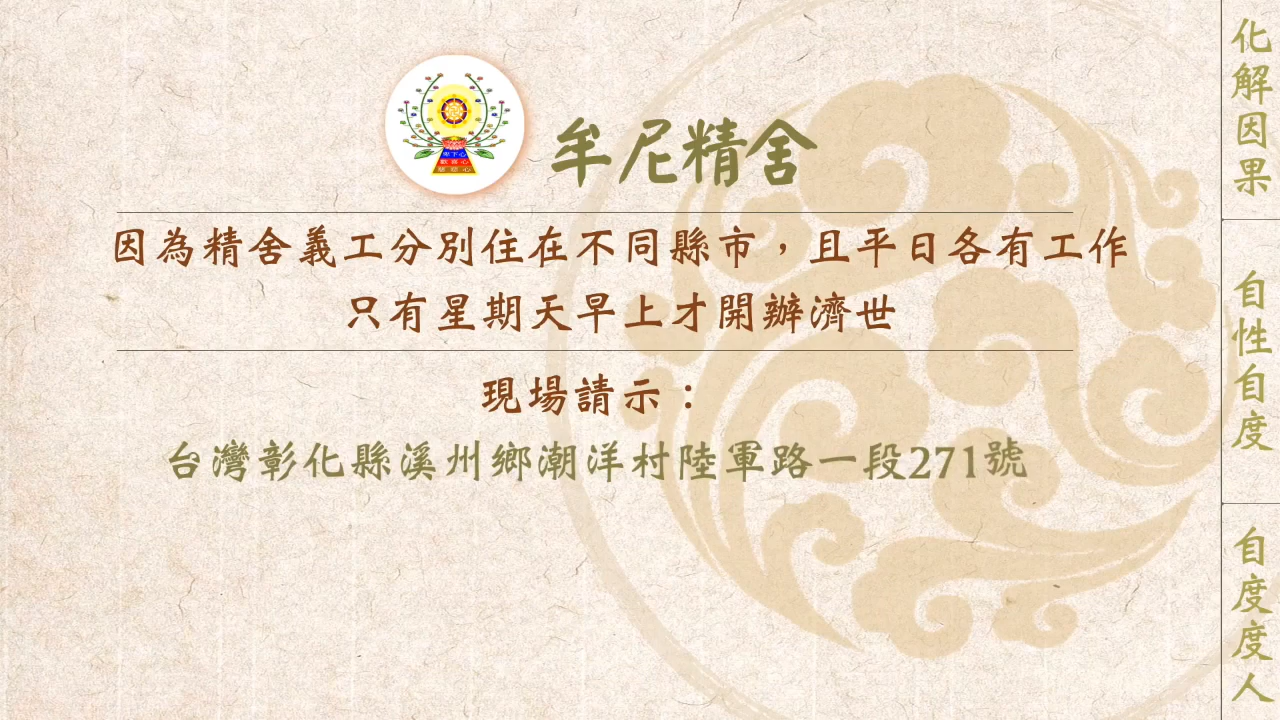 牟尼精舍
因為精舍義工分別住在不同縣市，且平日各有工作
只有星期天早上才開辦濟世
現場請示：
台灣彰化縣溪州鄉潮洋村陸軍路一段271號
化解因果
自性自度
自度度人